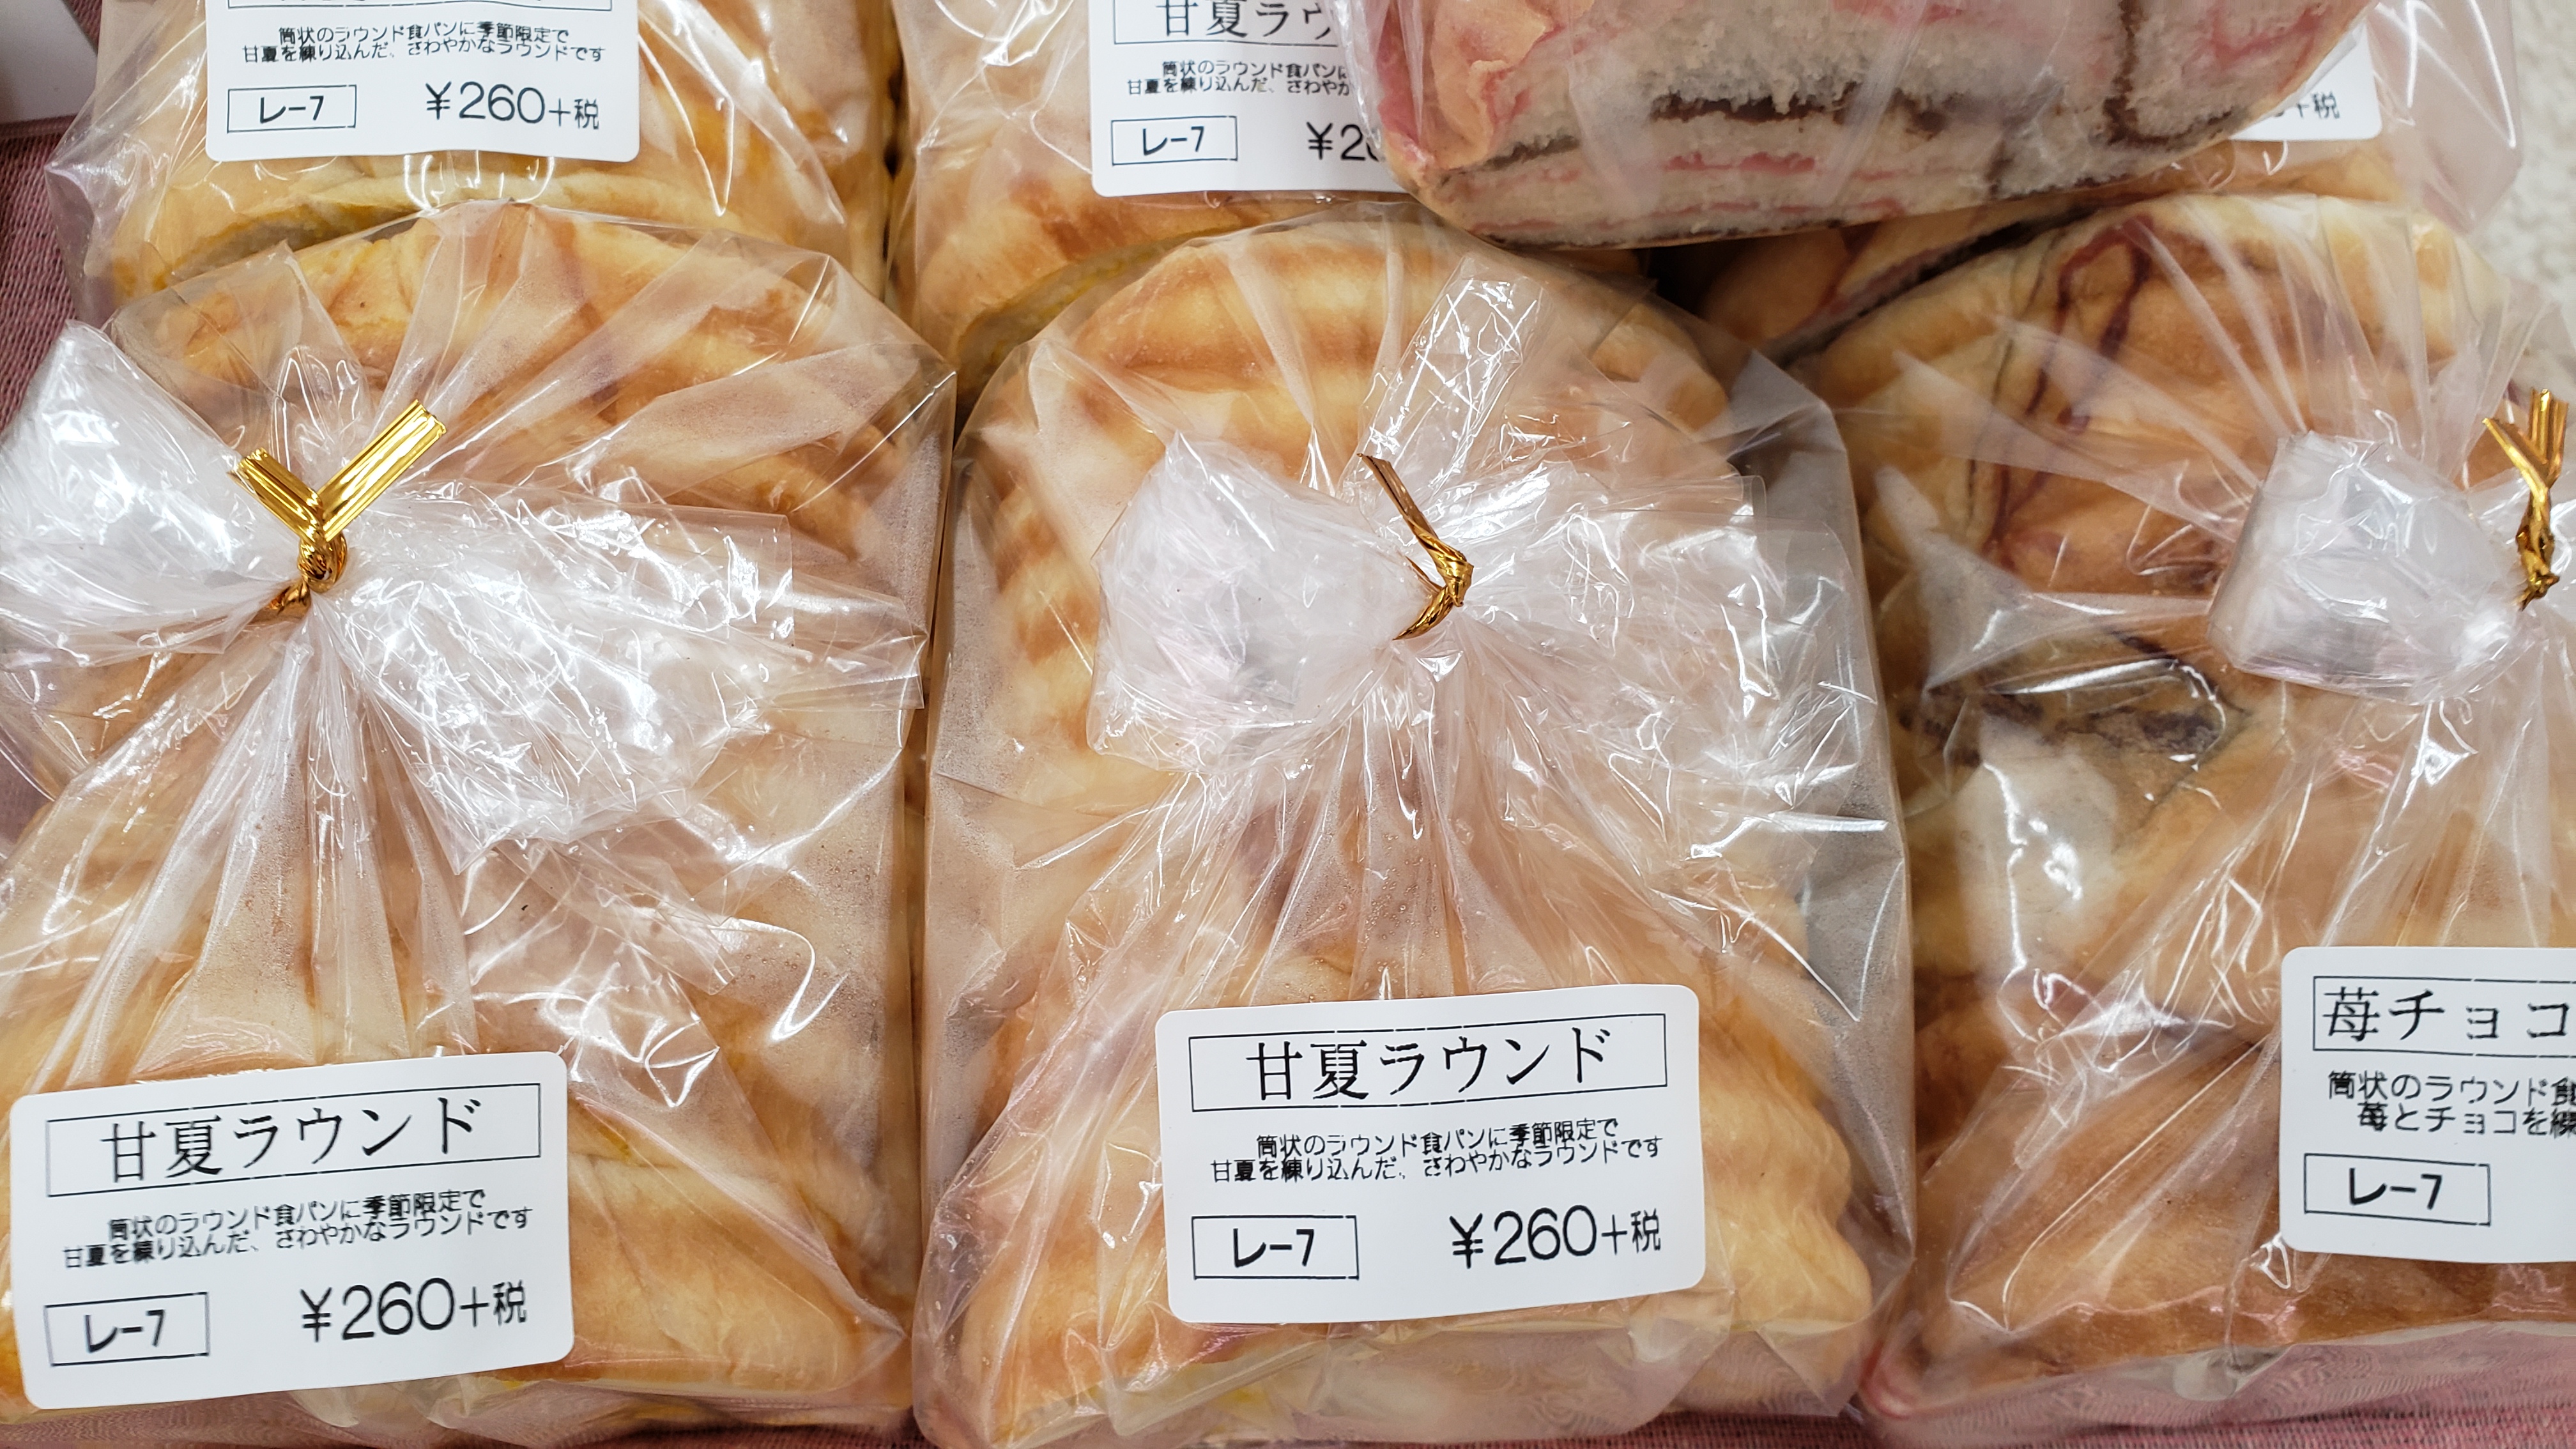 筒状のラウンド食パンに季節限定で
甘夏を練り込んだ、さわやかなラウンドです
レ-7
¥260+税
甘夏ラウ
筒状のラウンド食パンに
甘夏を練り込んだ、さわやか
レ-7
¥2
+税
甘夏ラウンド
筒状のラウンド食パンに季節限定で
甘夏を練り込んだ、さわやかなラウンドです
レ-7
¥260+税
甘夏ラウンド
筒状のラウンド食パンに季節限定で
甘夏を練り込んだ、さわやかなラウンドです
レ-7
¥260+税
苺チョコ
筒状のラウンド食
苺とチョコを練
レ-7